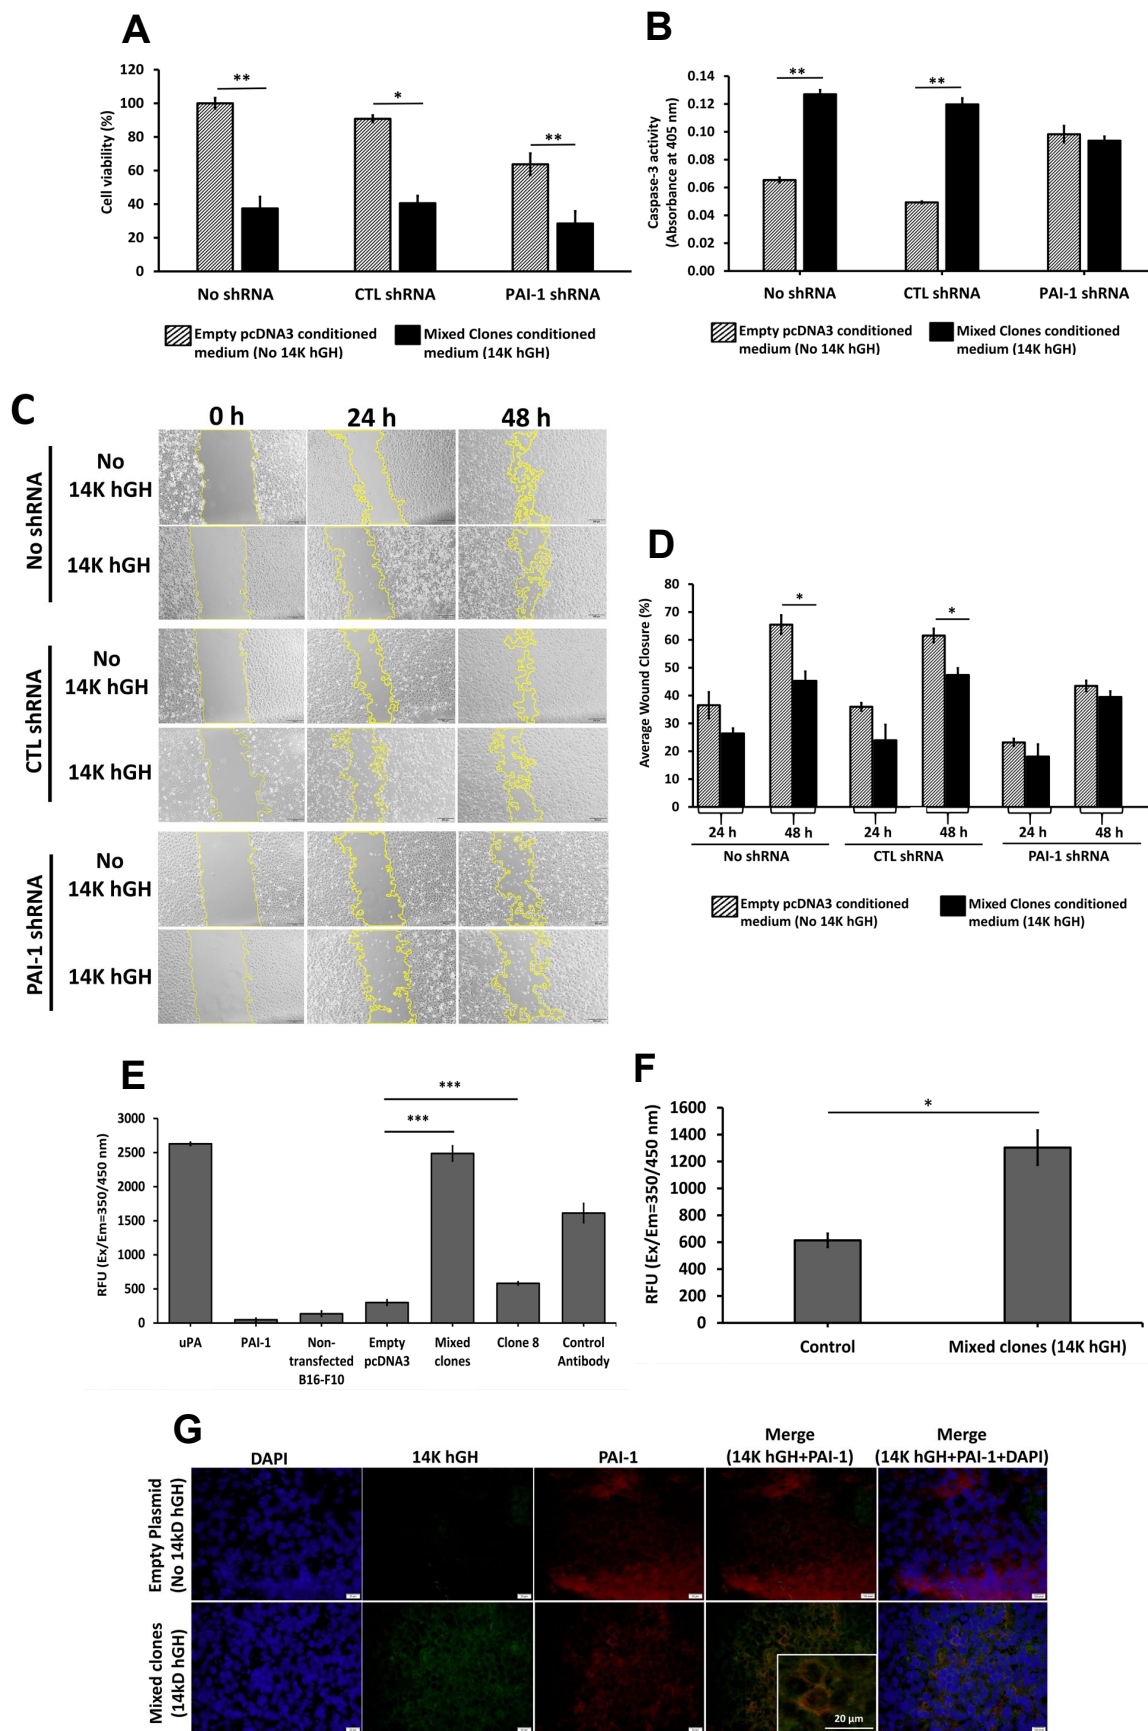 A
120
100
80
60
40
20
0
Cell viability (%)
**
*
**
No shRNA
CTL shRNA
PAI-1 shRNA
Empty pcDNA3 conditioned
medium (No 14K hGH)
Mixed Clones conditioned
medium (14K hGH)
B
0.14
0.12
0.10
0.08
0.06
0.04
0.02
0.00
Caspase-3 activity
(Absorbance at 405 nm)
**
**
No shRNA
CTL shRNA
PAI-1 shRNA
Empty pcDNA3 conditioned
medium (No 14K hGH)
Mixed Clones conditioned
medium (14K hGH)
C
0 h
24 h
48 h
No shRNA
No
14K hGH
14K hGH
CTL shRNA
No
14K hGH
14K hGH
PAI-1 shRNA
No
14K hGH
14K hGH
D
80
70
60
50
40
30
20
10
0
Average Wound Closure (%)
*
*
24 h
48 h
24 h
48 h
24 h
48 h
No shRNA
CTL shRNA
PAI-1 shRNA
Empty pcDNA3 conditioned
medium (No 14K hGH)
Mixed Clones conditioned
medium (14K hGH)
E
3000
2500
2000
1500
1000
500
0
RFU (Ex/Em=350/450 nm)
***
***
uPA
PAI-1
Non-
transfected
B16-F10
Empty
pcDNA3
Mixed
clones
Clone 8
Control
Antibody
F
1600
1400
1200
1000
800
600
400
200
0
RFU (Ex/Em=350/450 nm)
*
Control
Mixed clones (14K hGH)
G
DAPI
14K hGH
PAI-1
Merge
(14K hGH+PAI-1)
Merge
(14K hGH+PAI-1+DAPI)
Empty Plasmid
(No 14kD hGH)
Mixed clones
(14kD hGH)
20 µm